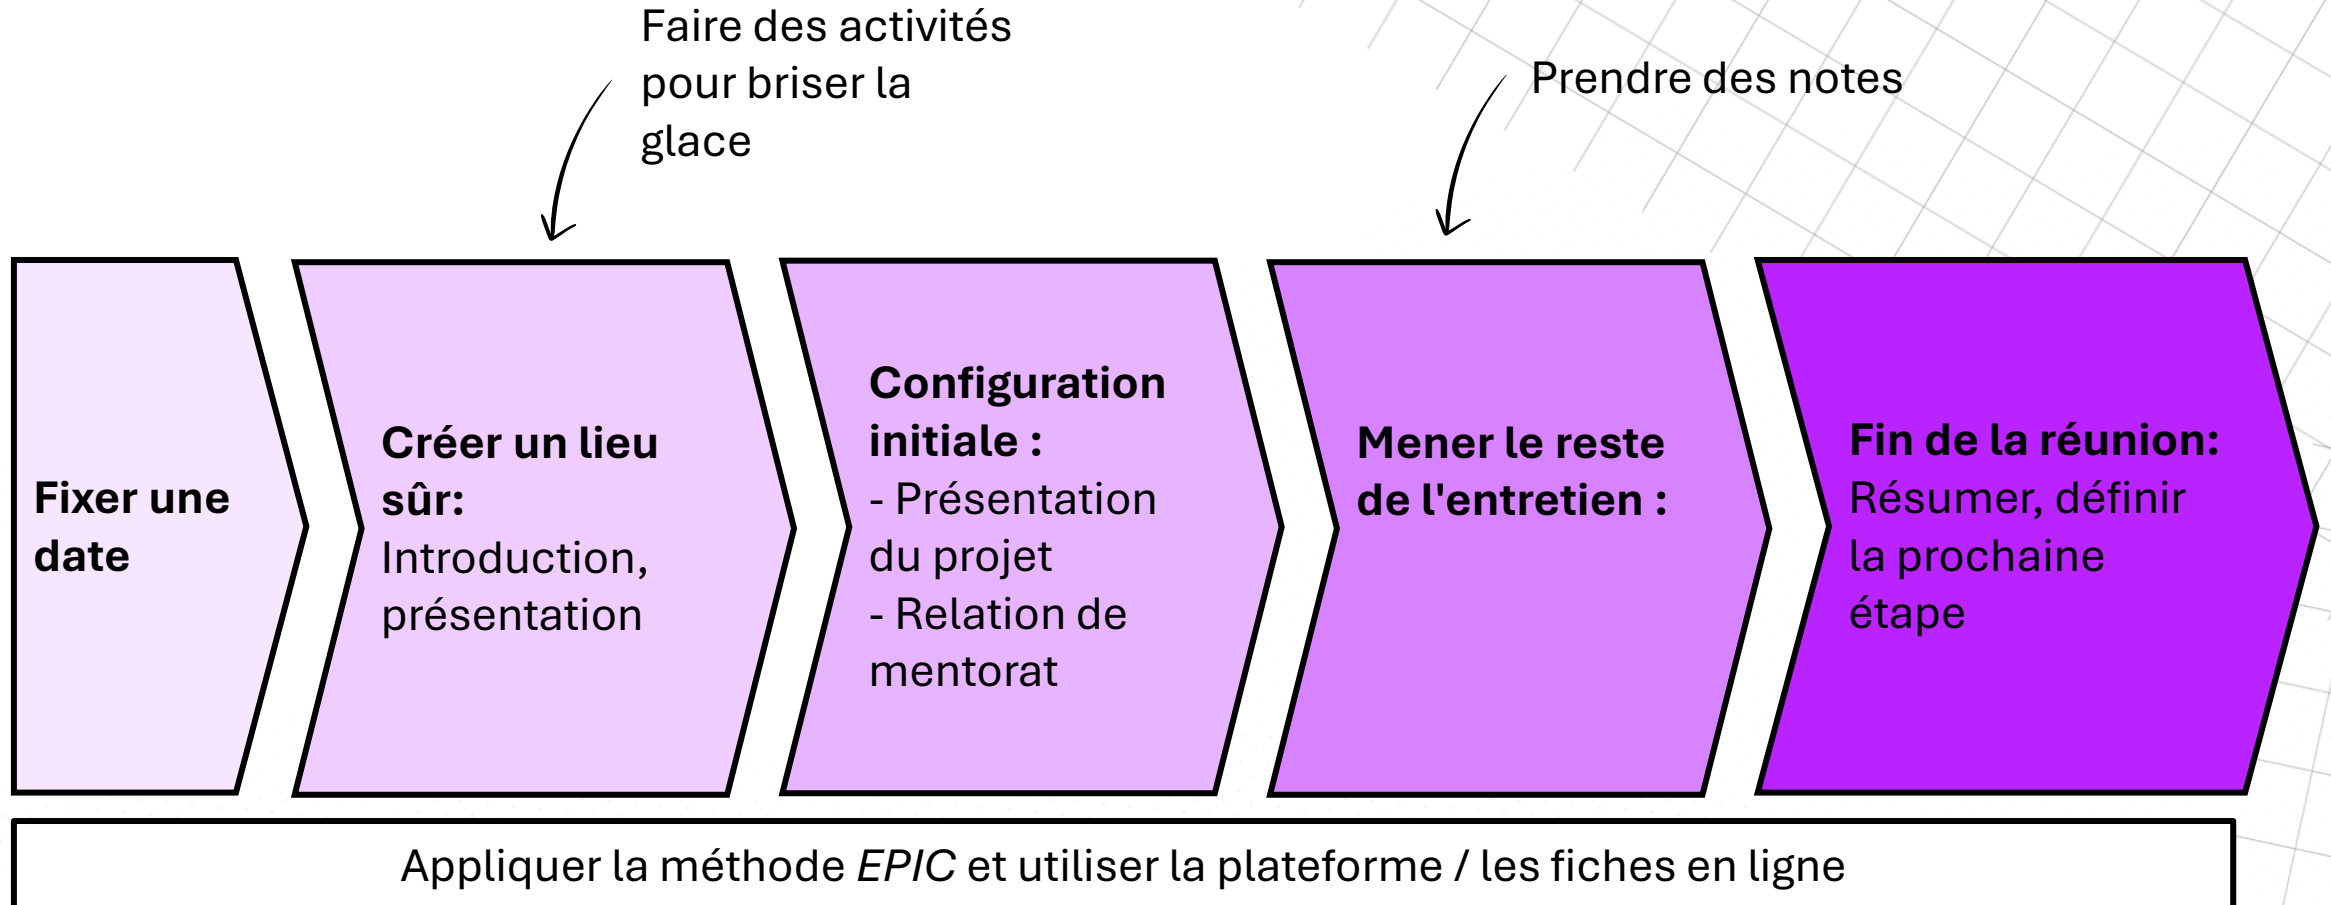 Faire des activités
pour briser la
glace
Prendre des notes
Fixer une
date
Créer un lieu
sûr:
Introduction,
présentation
Configuration
initiale :
- Présentation
du projet
- Relation de
mentorat
Mener le reste
de l'entretien :
Fin de la réunion:
Résumer, définir
la prochaine
étape
Appliquer la méthode EPIC et utiliser la plateforme / les fiches en ligne